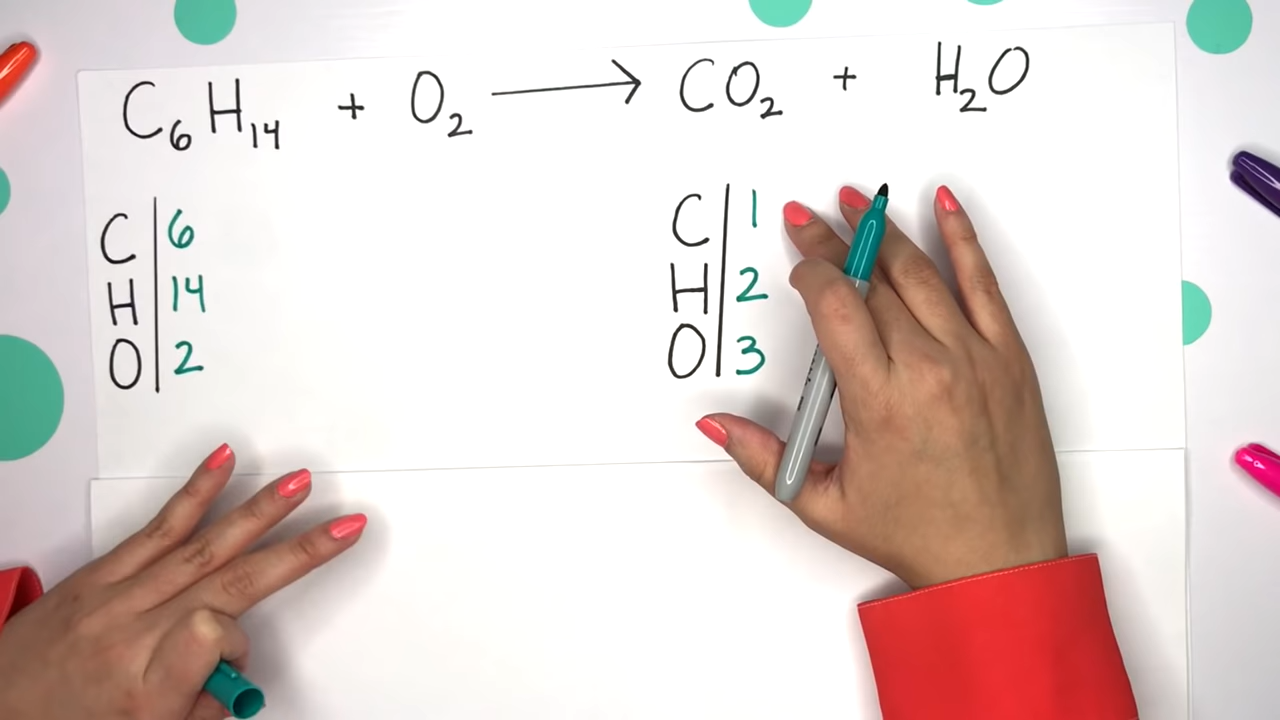 C₆H₁₄ + O₂ ⟶ CO₂ + H₂O
C 6
H 14
O 2
C 1
H 2
O 3